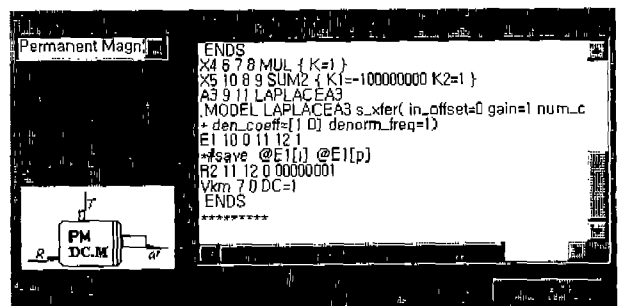 Permanent Magn
ENDS
X4 6 7 8 MUL { K=1 }
X5 10 8 9 SUM2 { K1=-100000000 K2=1 }
A3 9 11 LAPLACEA3
.MODEL LAPLACEA3 s_xfer( in_offset=0 gain=1 num_c
+ den_coeff=[1 0] denorm_freq=1)
E1 10 0 11 12 1
*#save @E1[i] @E1[p]
R2 11 12 0 00000001
Vkm 7 0 DC=1
ENDS
*********
T
PM
DC.M
R